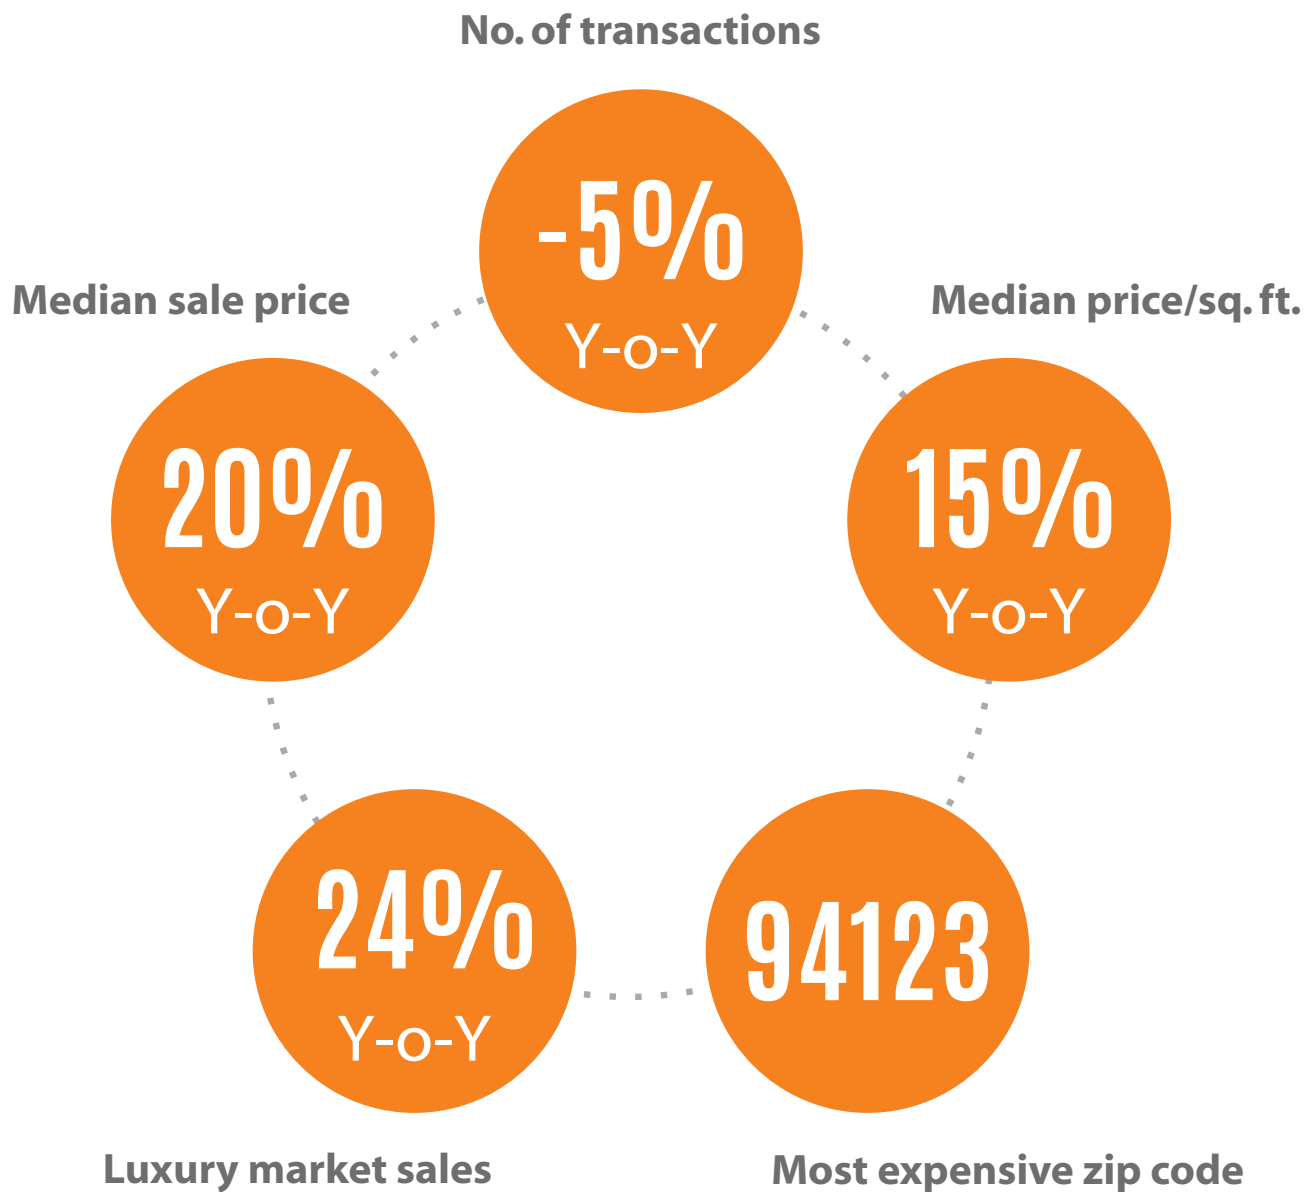 No. of transactions
-5%
Y-o-Y
Median sale price
20%
Y-o-Y
Median price/sq. ft.
15%
Y-o-Y
24%
Y-o-Y
Luxury market sales
94123
Most expensive zip code